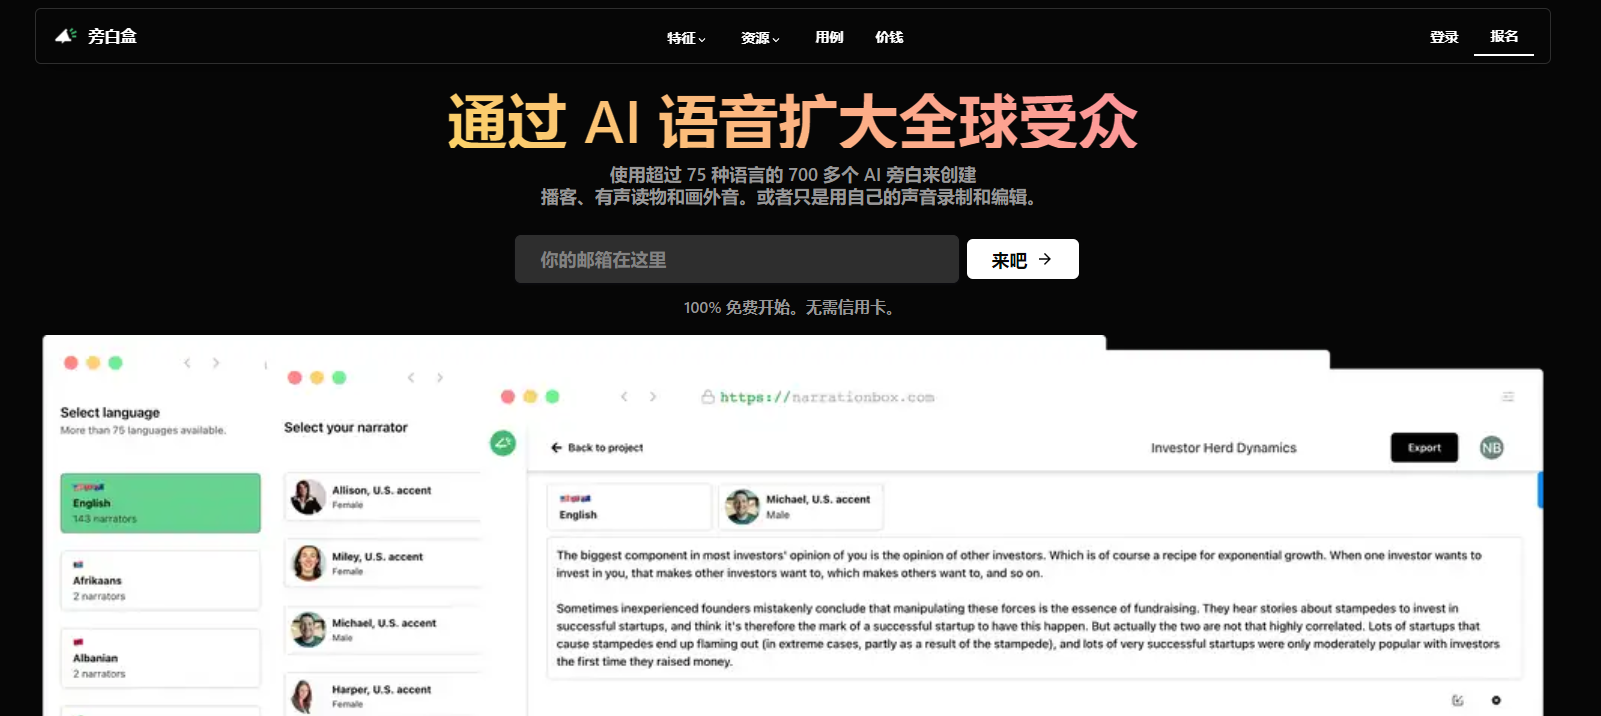 旁白盒
特征
资源
用例
价钱
登录
报名
通过 AI 语音扩大全球受众
使用超过 75 种语言的 700 多个 AI 旁白来创建
播客、有声读物和画外音。或者只是用自己的声音录制和编辑。
你的邮箱在这里
来吧
100% 免费开始。无需信用卡。
Select language
More than 75 languages available.
English
143 narrators
Afrikaans
2 narrators
Albanian
2 narrators
Select your narrator
Allison, U.S. accent
Female
Miley, U.S. accent
Female
Michael, U.S. accent
Male
Harper, U.S. accent
Female
https://narrationbox.com
Back to project
Investor Herd Dynamics
Export
NB
English
Michael, U.S. accent
Male
The biggest component in most investors' opinion of you is the opinion of other investors. Which is of course a recipe for exponential growth. When one investor wants to
invest in you, that makes other investors want to, which makes others want to, and so on.
Sometimes inexperienced founders mistakenly conclude that manipulating these forces is the essence of fundraising. They hear stories about stampedes to invest in
successful startups, and think it's therefore the mark of a successful startup to have this happen. But actually the two are not that highly correlated. Lots of startups that
cause stampedes end up flaming out (in extreme cases, partly as a result of the stampede), and lots of very successful startups were only moderately popular with investors
the first time they raised money.